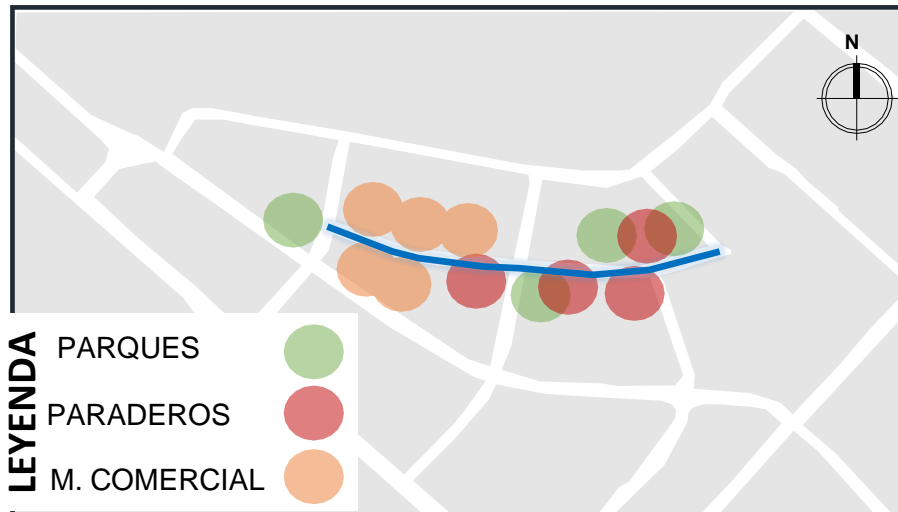 N
LEYENDA
PARQUES
PARADEROS
M. COMERCIAL